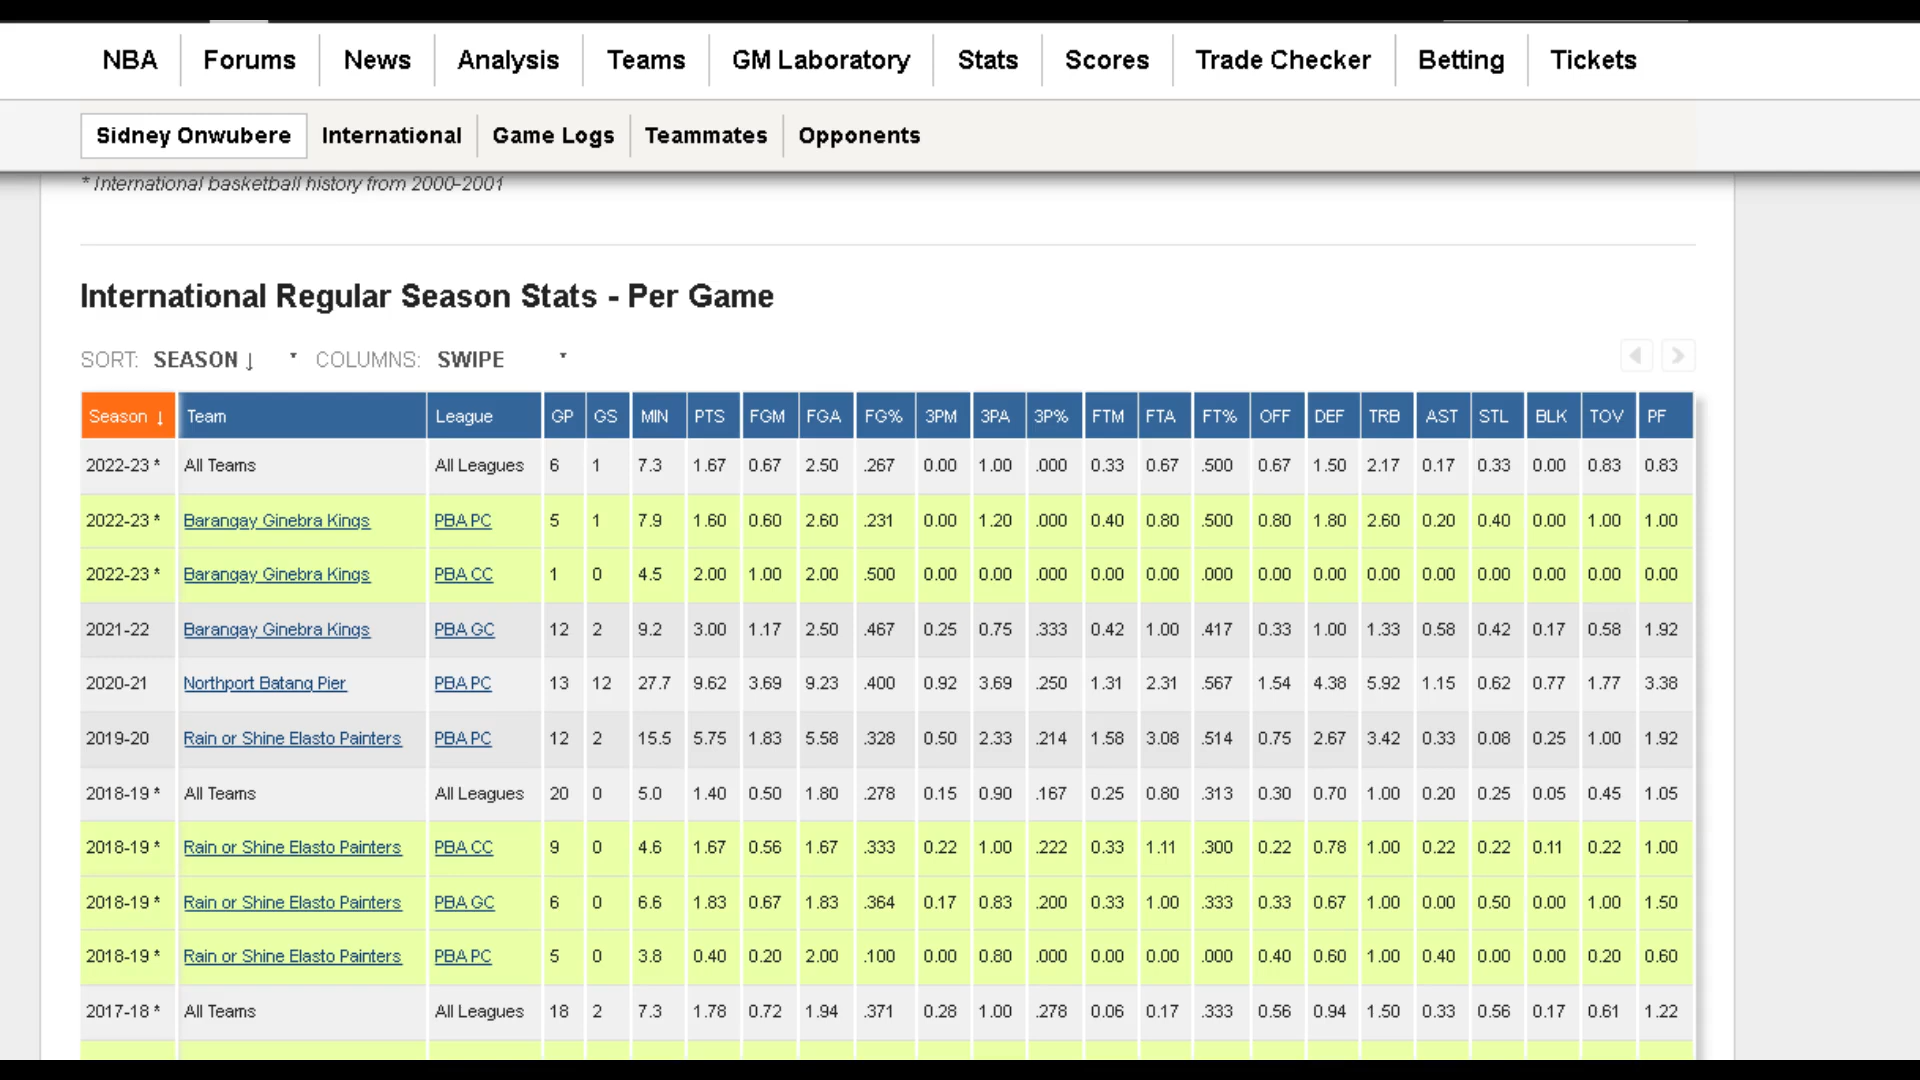 NBA Forums News Analysis Teams GM Laboratory Stats Scores Trade Checker Betting Tickets
Sidney Onwubere International Game Logs Teammates Opponents
* International basketball history from 2000-2001
International Regular Season Stats - Per Game
SORT: SEASON ↓ COLUMNS: SWIPE
Season ↓ Team League GP GS MIN PTS FGM FGA FG% 3PM 3PA 3P% FTM FTA FT% OFF DEF TRB AST STL BLK TOV PF
2022-23 * All Teams All Leagues 6 1 7.3 1.67 0.67 2.50 .267 0.00 1.00 .000 0.33 0.67 .500 0.67 1.50 2.17 0.17 0.33 0.00 0.83 0.83
2022-23 * Barangay Ginebra Kings PBA PC 5 1 7.9 1.60 0.60 2.60 .231 0.00 1.20 .000 0.40 0.80 .500 0.80 1.80 2.60 0.20 0.40 0.00 1.00 1.00
2022-23 * Barangay Ginebra Kings PBA CC 1 0 4.5 2.00 1.00 2.00 .500 0.00 0.00 .000 0.00 0.00 .000 0.00 0.00 0.00 0.00 0.00 0.00 0.00 0.00
2021-22 Barangay Ginebra Kings PBA GC 12 2 9.2 3.00 1.17 2.50 .467 0.25 0.75 .333 0.42 1.00 .417 0.33 1.00 1.33 0.58 0.42 0.17 0.58 1.92
2020-21 Northport Batang Pier PBA PC 13 12 27.7 9.62 3.69 9.23 .400 0.92 3.69 .250 1.31 2.31 .567 1.54 4.38 5.92 1.15 0.62 0.77 1.77 3.38
2019-20 Rain or Shine Elasto Painters PBA PC 12 2 15.5 5.75 1.83 5.58 .328 0.50 2.33 .214 1.58 3.08 .514 0.75 2.67 3.42 0.33 0.08 0.25 1.00 1.92
2018-19 * All Teams All Leagues 20 0 5.0 1.40 0.50 1.80 .278 0.15 0.90 .167 0.25 0.80 .313 0.30 0.70 1.00 0.20 0.25 0.05 0.45 1.05
2018-19 * Rain or Shine Elasto Painters PBA CC 9 0 4.6 1.67 0.56 1.67 .333 0.22 1.00 .222 0.33 1.11 .300 0.22 0.78 1.00 0.22 0.22 0.11 0.22 1.00
2018-19 * Rain or Shine Elasto Painters PBA GC 6 0 6.6 1.83 0.67 1.83 .364 0.17 0.83 .200 0.33 1.00 .333 0.33 0.67 1.00 0.00 0.50 0.00 1.00 1.50
2018-19 * Rain or Shine Elasto Painters PBA PC 5 0 3.8 0.40 0.20 2.00 .100 0.00 0.80 .000 0.00 0.00 .000 0.40 0.60 1.00 0.40 0.00 0.00 0.20 0.60
2017-18 * All Teams All Leagues 18 2 7.3 1.78 0.72 1.94 .371 0.28 1.00 .278 0.06 0.17 .333 0.56 0.94 1.50 0.33 0.56 0.17 0.61 1.22